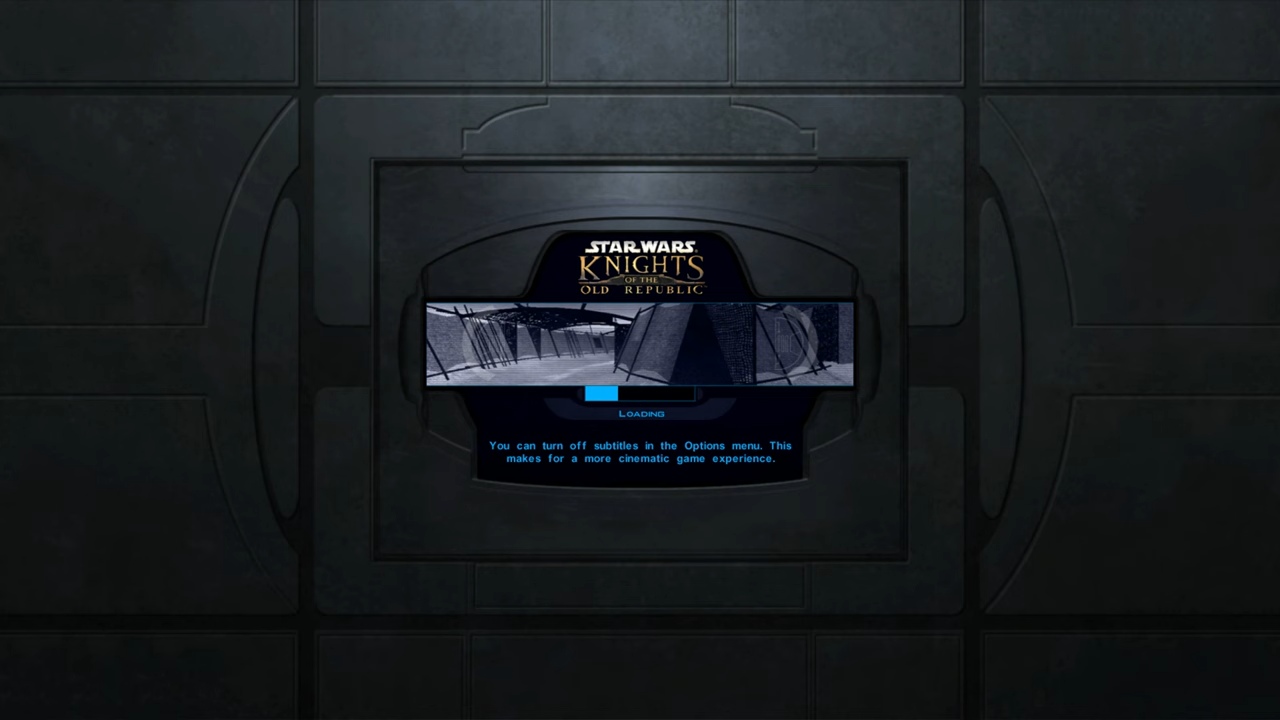 STAR WARS
KNIGHTS
OF THE
OLD REPUBLIC
LOADING
You can turn off subtitles in the Options menu. This
makes for a more cinematic game experience.